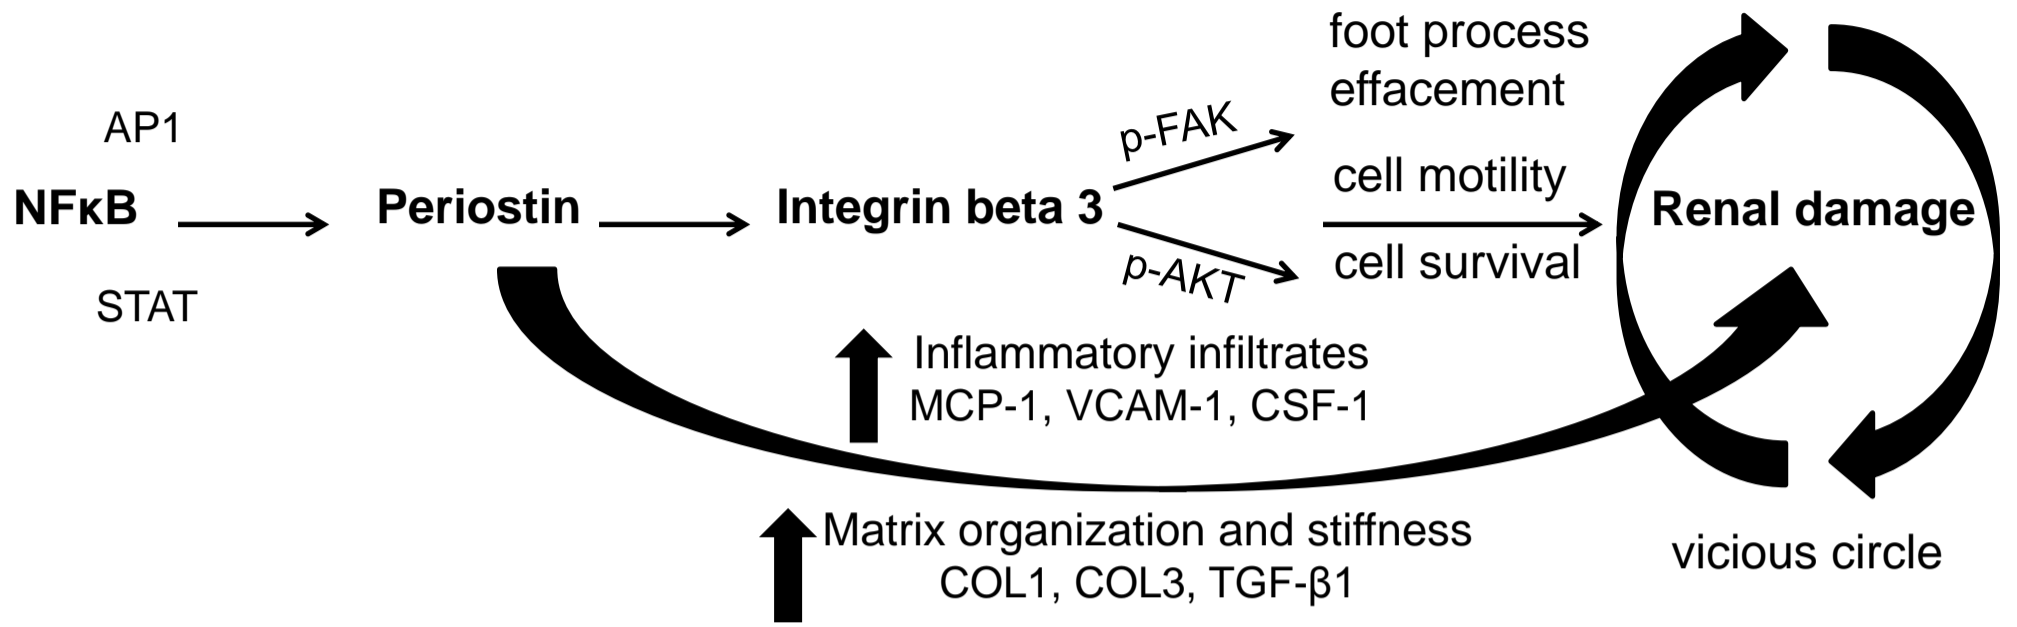 AP1
NFκB
STAT
Periostin
Integrin beta 3
p-FAK
p-AKT
foot process
effacement
cell motility
cell survival
Renal damage
Inflammatory infiltrates
MCP-1, VCAM-1, CSF-1
Matrix organization and stiffness
COL1, COL3, TGF-β1
vicious circle